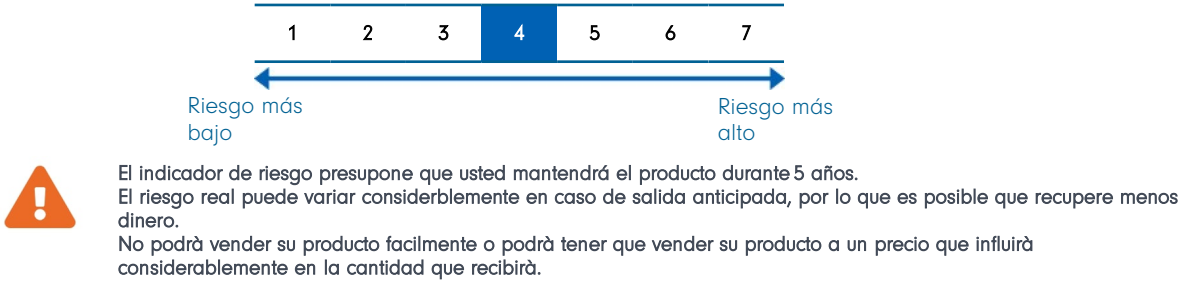 1 2 3 4 5 6 7
Riesgo más bajo
Riesgo más alto
El indicador de riesgo presupone que usted mantendrá el producto durante 5 años.
El riesgo real puede variar considerblemente en caso de salida anticipada, por lo que es posible que recupere menos
dinero.
No podrà vender su producto facilmente o podrà tener que vender su producto a un precio que influirà
considerablemente en la cantidad que recibirà.